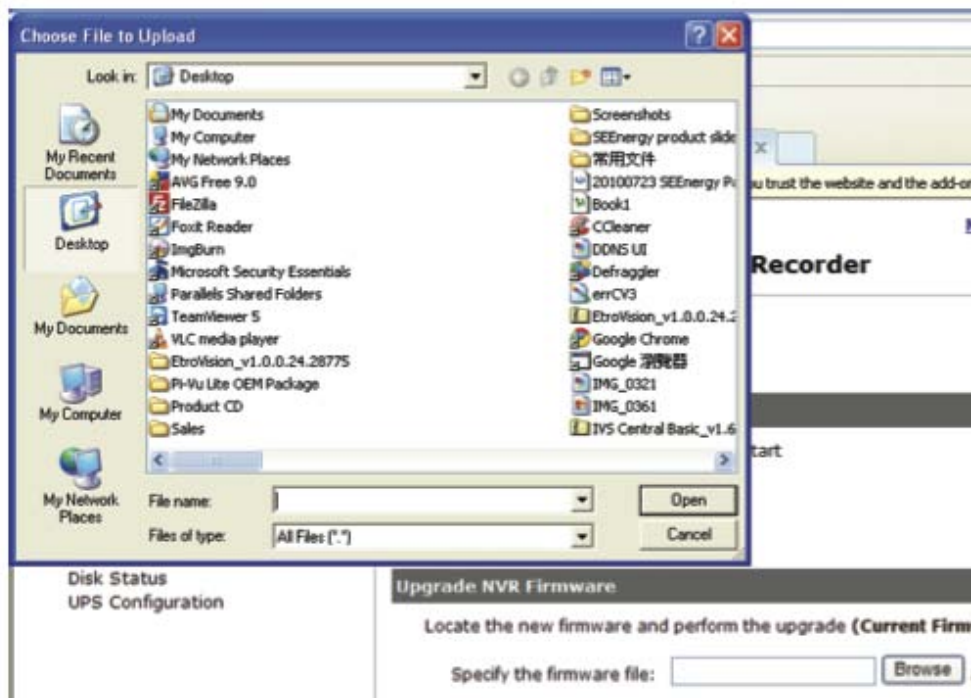 Choose File to Upload
Look in:
Desktop
My Recent
Documents
Desktop
My Documents
My Computer
My Network
Places
My Documents
My Computer
My Network Places
AVG Free 9.0
FileZilla
Foxit Reader
ImgBurn
Microsoft Security Essentials
Parallels Shared Folders
TeamViewer 5
VLC media player
EtroVision_v1.0.0.24.28775
Pi-Vu Lite OEM Package
Product CD
Sales
Screenshots
SEEnergy product slide
常用文件
20100723 SEEnergy Pa
Book1
CCleaner
DDNS UI
Defraggler
errCV3
EtroVision_v1.0.0.24.2
Google Chrome
Google 瀏覽器
IMG_0321
IMG_0361
IVS Central Basic_v1.6
File name:
Open
Files of type:
All Files (*.*)
Cancel
u trust the website and the add-on
Recorder
tart
Disk Status
UPS Configuration
Upgrade NVR Firmware
Locate the new firmware and perform the upgrade (Current Firm
Specify the firmware file:
Browse